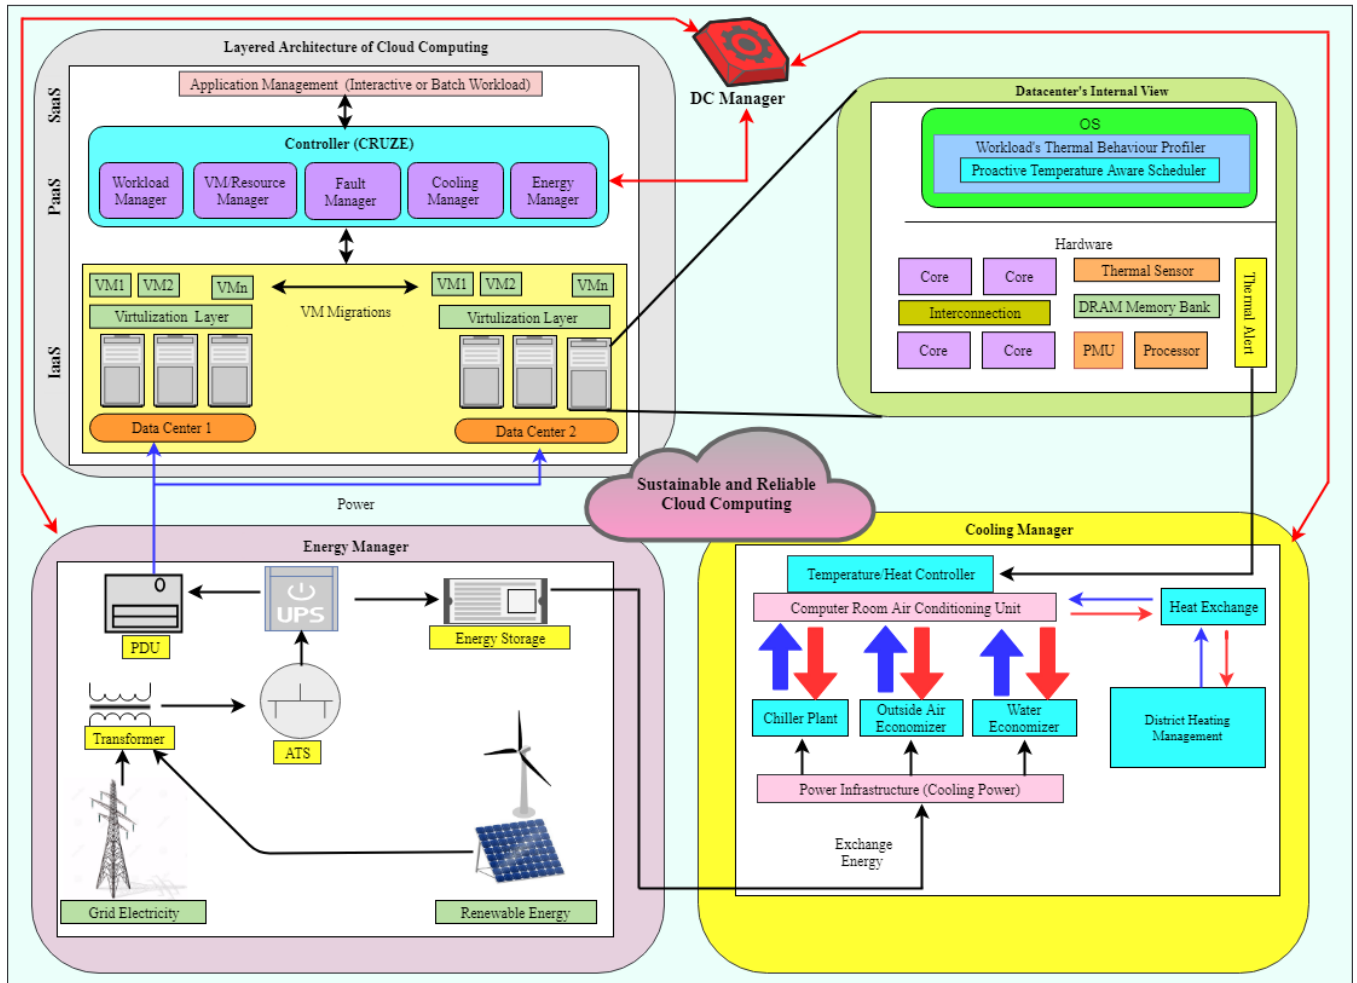 Layered Architecture of Cloud Computing
SaaS
Application Management (Interactive or Batch Workload)
PaaS
Controller (CRUZE)
Workload
Manager
VM/Resource
Manager
Fault
Manager
Cooling
Manager
Energy
Manager
IaaS
VM1
VM2
VMn
VM Migrations
VM1
VM2
VMn
Virtulization Layer
Virtulization Layer
Data Center 1
Data Center 2
Power
DC Manager
Datacenter's Internal View
OS
Workload's Thermal Behaviour Profiler
Proactive Temperature Aware Scheduler
Hardware
Core
Core
Interconnection
Core
Core
Thermal Sensor
DRAM Memory Bank
PMU
Processor
Thermal Alert
Sustainable and Reliable
Cloud Computing
Energy Manager
PDU
UPS
Energy Storage
Transformer
ATS
Grid Electricity
Renewable Energy
Cooling Manager
Temperature/Heat Controller
Computer Room Air Conditioning Unit
Heat Exchange
Chiller Plant
Outside Air
Economizer
Water
Economizer
District Heating
Management
Power Infrastructure (Cooling Power)
Exchange
Energy